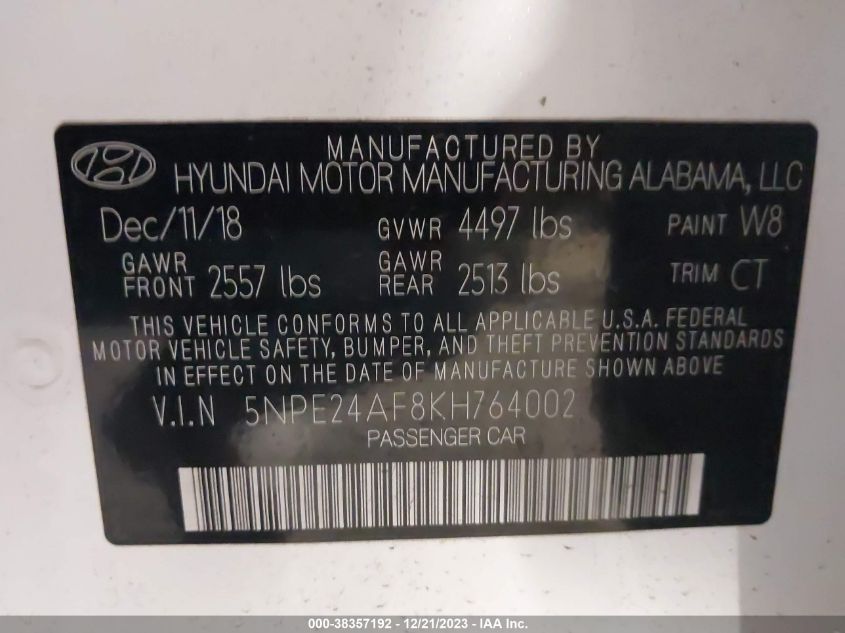 MANUFACTURED BY
HYUNDAI MOTOR MANUFACTURING ALABAMA, LLC
Dec/11/18 GVWR 4497 lbs PAINT W8
GAWR FRONT 2557 lbs GAWR REAR 2513 lbs TRIM CT
THIS VEHICLE CONFORMS TO ALL APPLICABLE U.S.A. FEDERAL
MOTOR VEHICLE SAFETY, BUMPER, AND THEFT PREVENTION STANDARDS
IN EFFECT ON THE DATE OF MANUFACTURE SHOWN ABOVE
V.I.N 5NPE24AF8KH764002
PASSENGER CAR
000-38357192 - 12/21/2023 - IAA Inc.